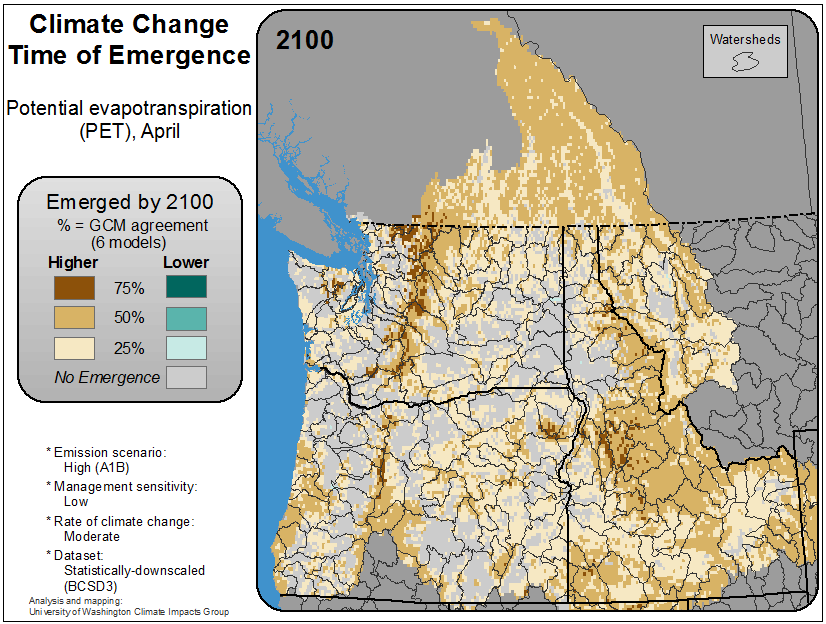 Climate Change
Time of Emergence
Potential evapotranspiration
(PET), April
Emerged by 2100
% = GCM agreement
(6 models)
Higher Lower
75%
50%
25%
No Emergence
* Emission scenario:
High (A1B)
* Management sensitivity:
Low
* Rate of climate change:
Moderate
* Dataset:
Statistically-downscaled
(BCSD3)
Analysis and mapping:
University of Washington Climate Impacts Group
2100
Watersheds